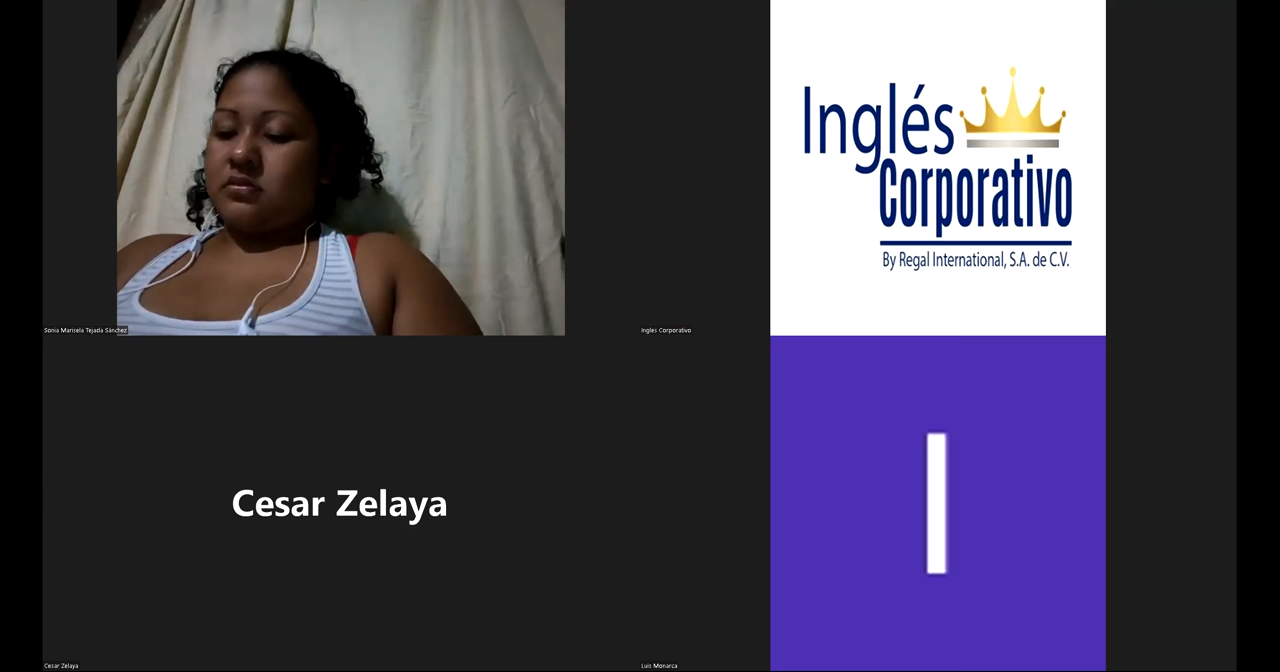 Inglés
Corporativo
By Regal International, S.A. de C.V.
Sonia Marisela Tejada Sánchez
Ingles Corporativo
Cesar Zelaya
l
Cesar Zelaya
Luis Monarca